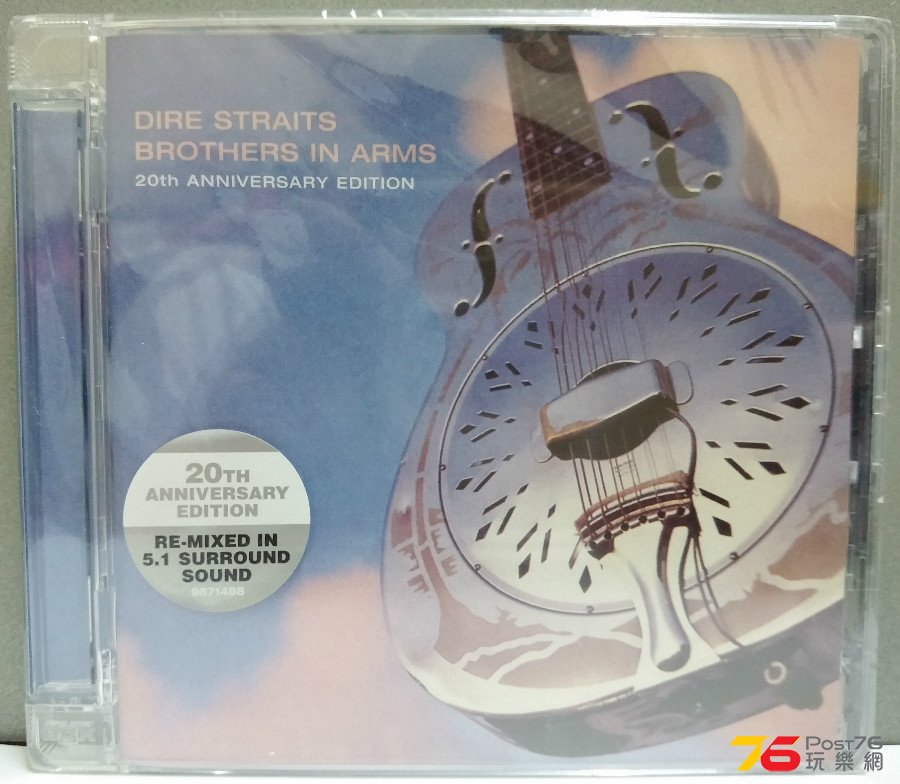 DIRE STRAITS
BROTHERS IN ARMS
20th ANNIVERSARY EDITION
20TH
ANNIVERSARY
EDITION
RE-MIXED IN
5.1 SURROUND
SOUND
9871498
76 Post76
玩樂網